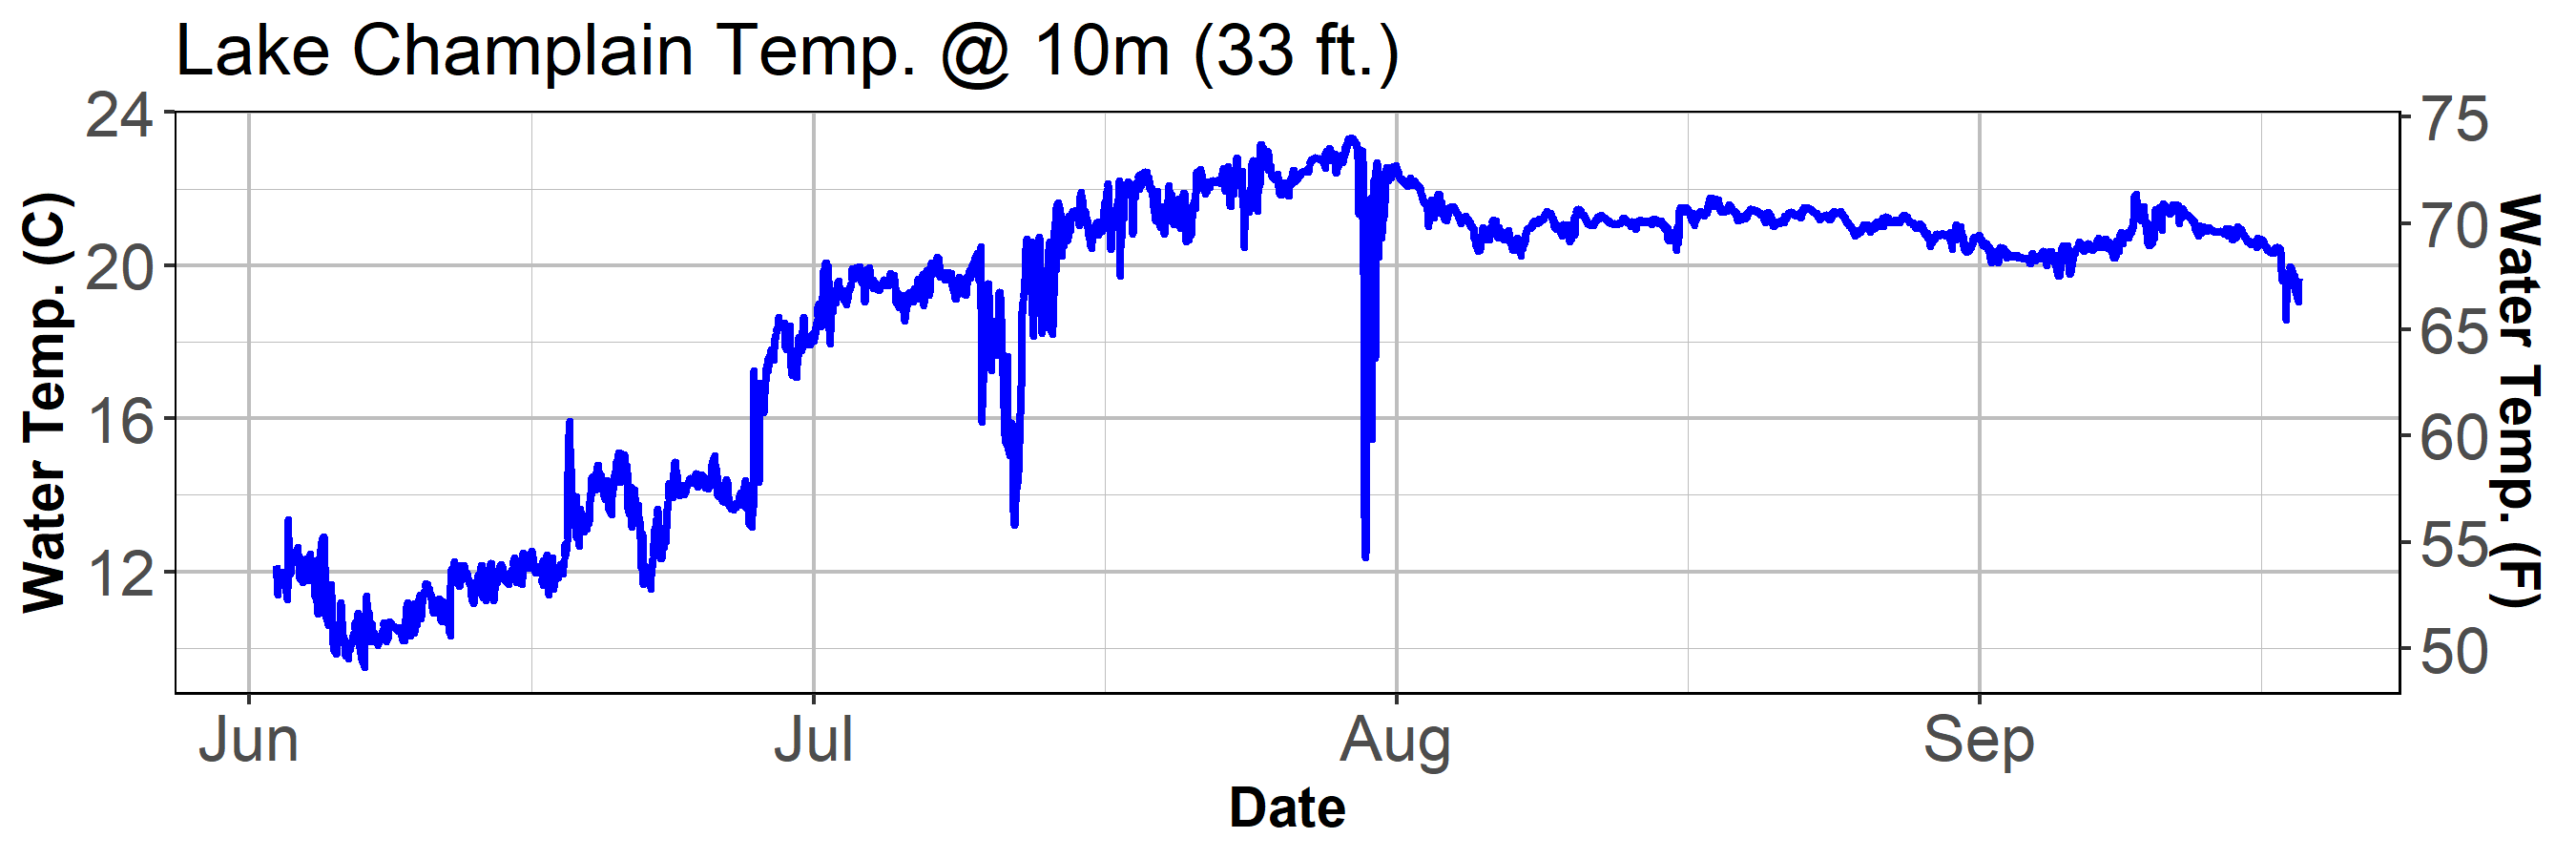 Lake Champlain Temp. @ 10m (33 ft.)
Water Temp. (C)
24
20
16
12
75
70
65
60
55
50
Water Temp. (F)
Jun Jul Aug Sep
Date